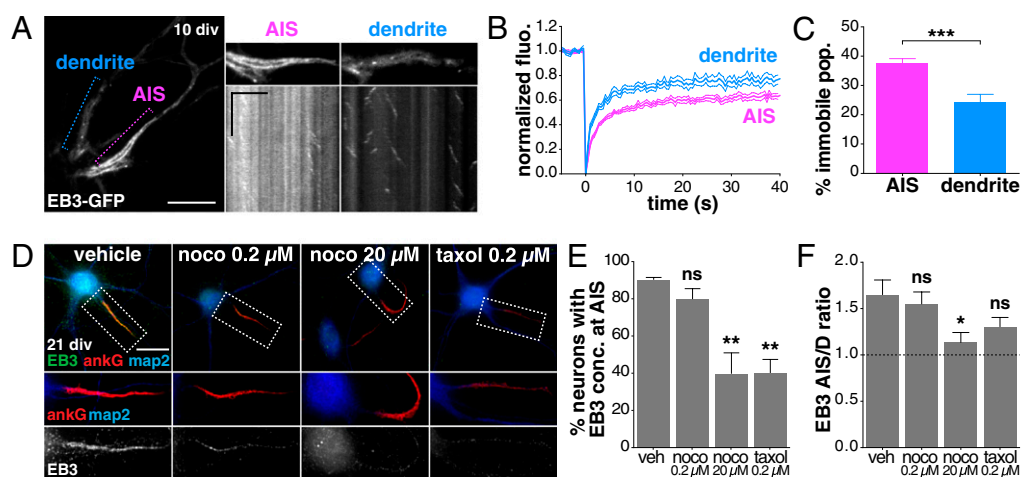 A
10 div
dendrite
AIS
EB3-GFP
AIS
dendrite
B
normalized fluo.
1.2
1.0
0.8
0.6
0.4
0.2
0.0
dendrite
AIS
0
10
20
30
40
time (s)
C
% immobile pop.
50
40
30
20
10
0
***
AIS
dendrite
D
vehicle
noco 0.2 µM
noco 20 µM
taxol 0.2 µM
21 div
EB3 ankG map2
ankG map2
EB3
E
% neurons with
EB3 conc. at AIS
100
80
60
40
20
0
ns
**
**
veh
noco
0.2 µM
noco
20 µM
taxol
0.2 µM
F
EB3 AIS/D ratio
2.0
1.5
1.0
0.5
0.0
ns
*
ns
veh
noco
0.2 µM
noco
20 µM
taxol
0.2 µM